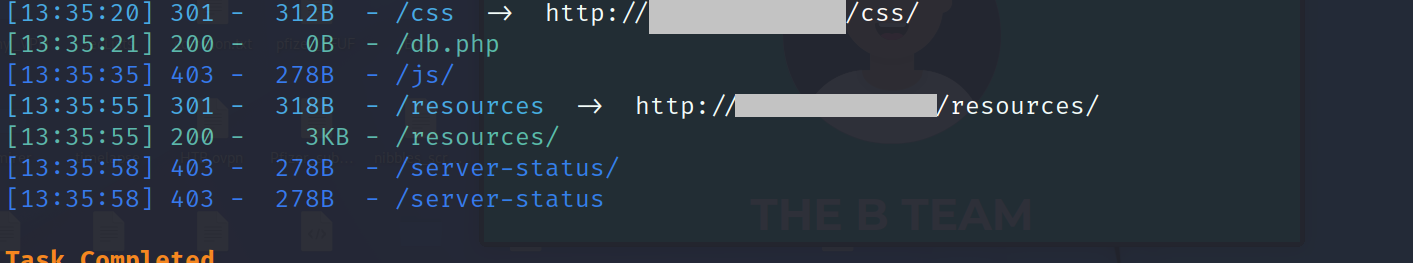 [13:35:20] 301 -  312B  - /css  →  http:///css/
[13:35:21] 200 -    0B  - /db.php
[13:35:35] 403 -  278B  - /js/
[13:35:55] 301 -  318B  - /resources  →  http:///resources/
[13:35:55] 200 -    3KB - /resources/
[13:35:58] 403 -  278B  - /server-status/
[13:35:58] 403 -  278B  - /server-status
THE B TEAM
Task Completed